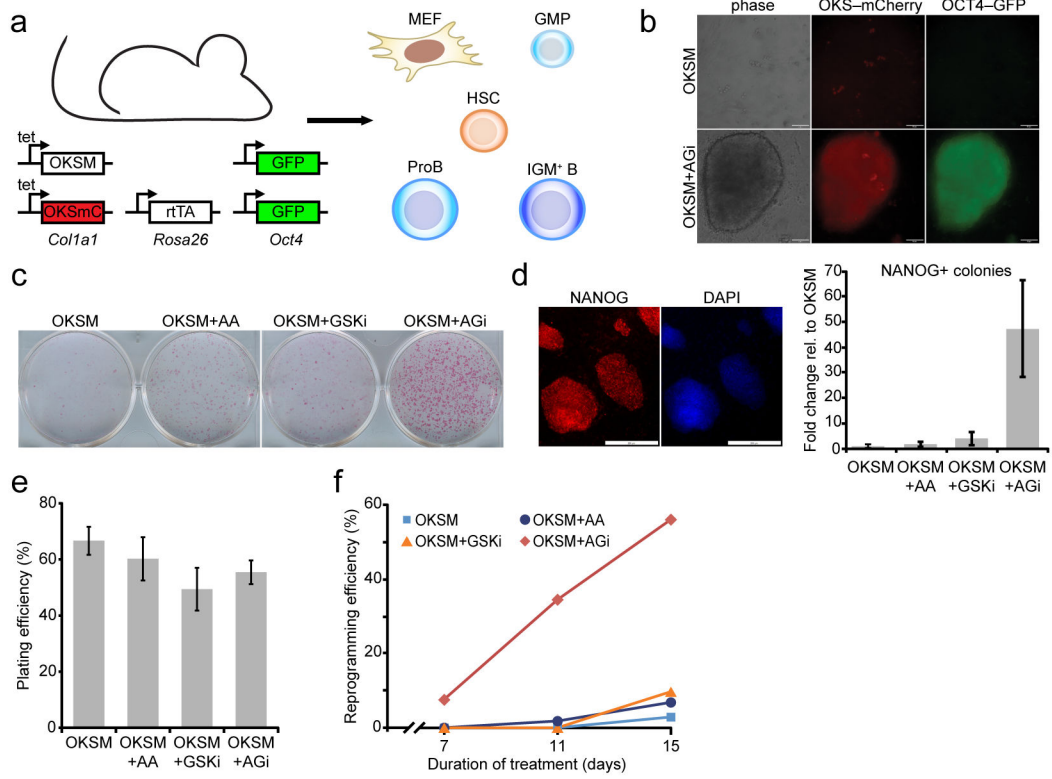 a
MEF
GMP
HSC
ProB
IGM⁺ B
tet
OKSM
GFP
tet
OKSmC
rtTA
GFP
Col1a1
Rosa26
Oct4
b
phase
OKS–mCherry
OCT4–GFP
OKSM
OKSM+AGi
c
OKSM
OKSM+AA
OKSM+GSKi
OKSM+AGi
d
NANOG
DAPI
NANOG+ colonies
Fold change rel. to OKSM
70
60
50
40
30
20
10
0
OKSM
OKSM
+AA
OKSM
+GSKi
OKSM
+AGi
e
Plating efficiency (%)
80
60
40
20
0
OKSM
OKSM
+AA
OKSM
+GSKi
OKSM
+AGi
f
Reprogramming efficiency (%)
60
40
20
0
OKSM
OKSM+AA
OKSM+GSKi
OKSM+AGi
7
11
15
Duration of treatment (days)